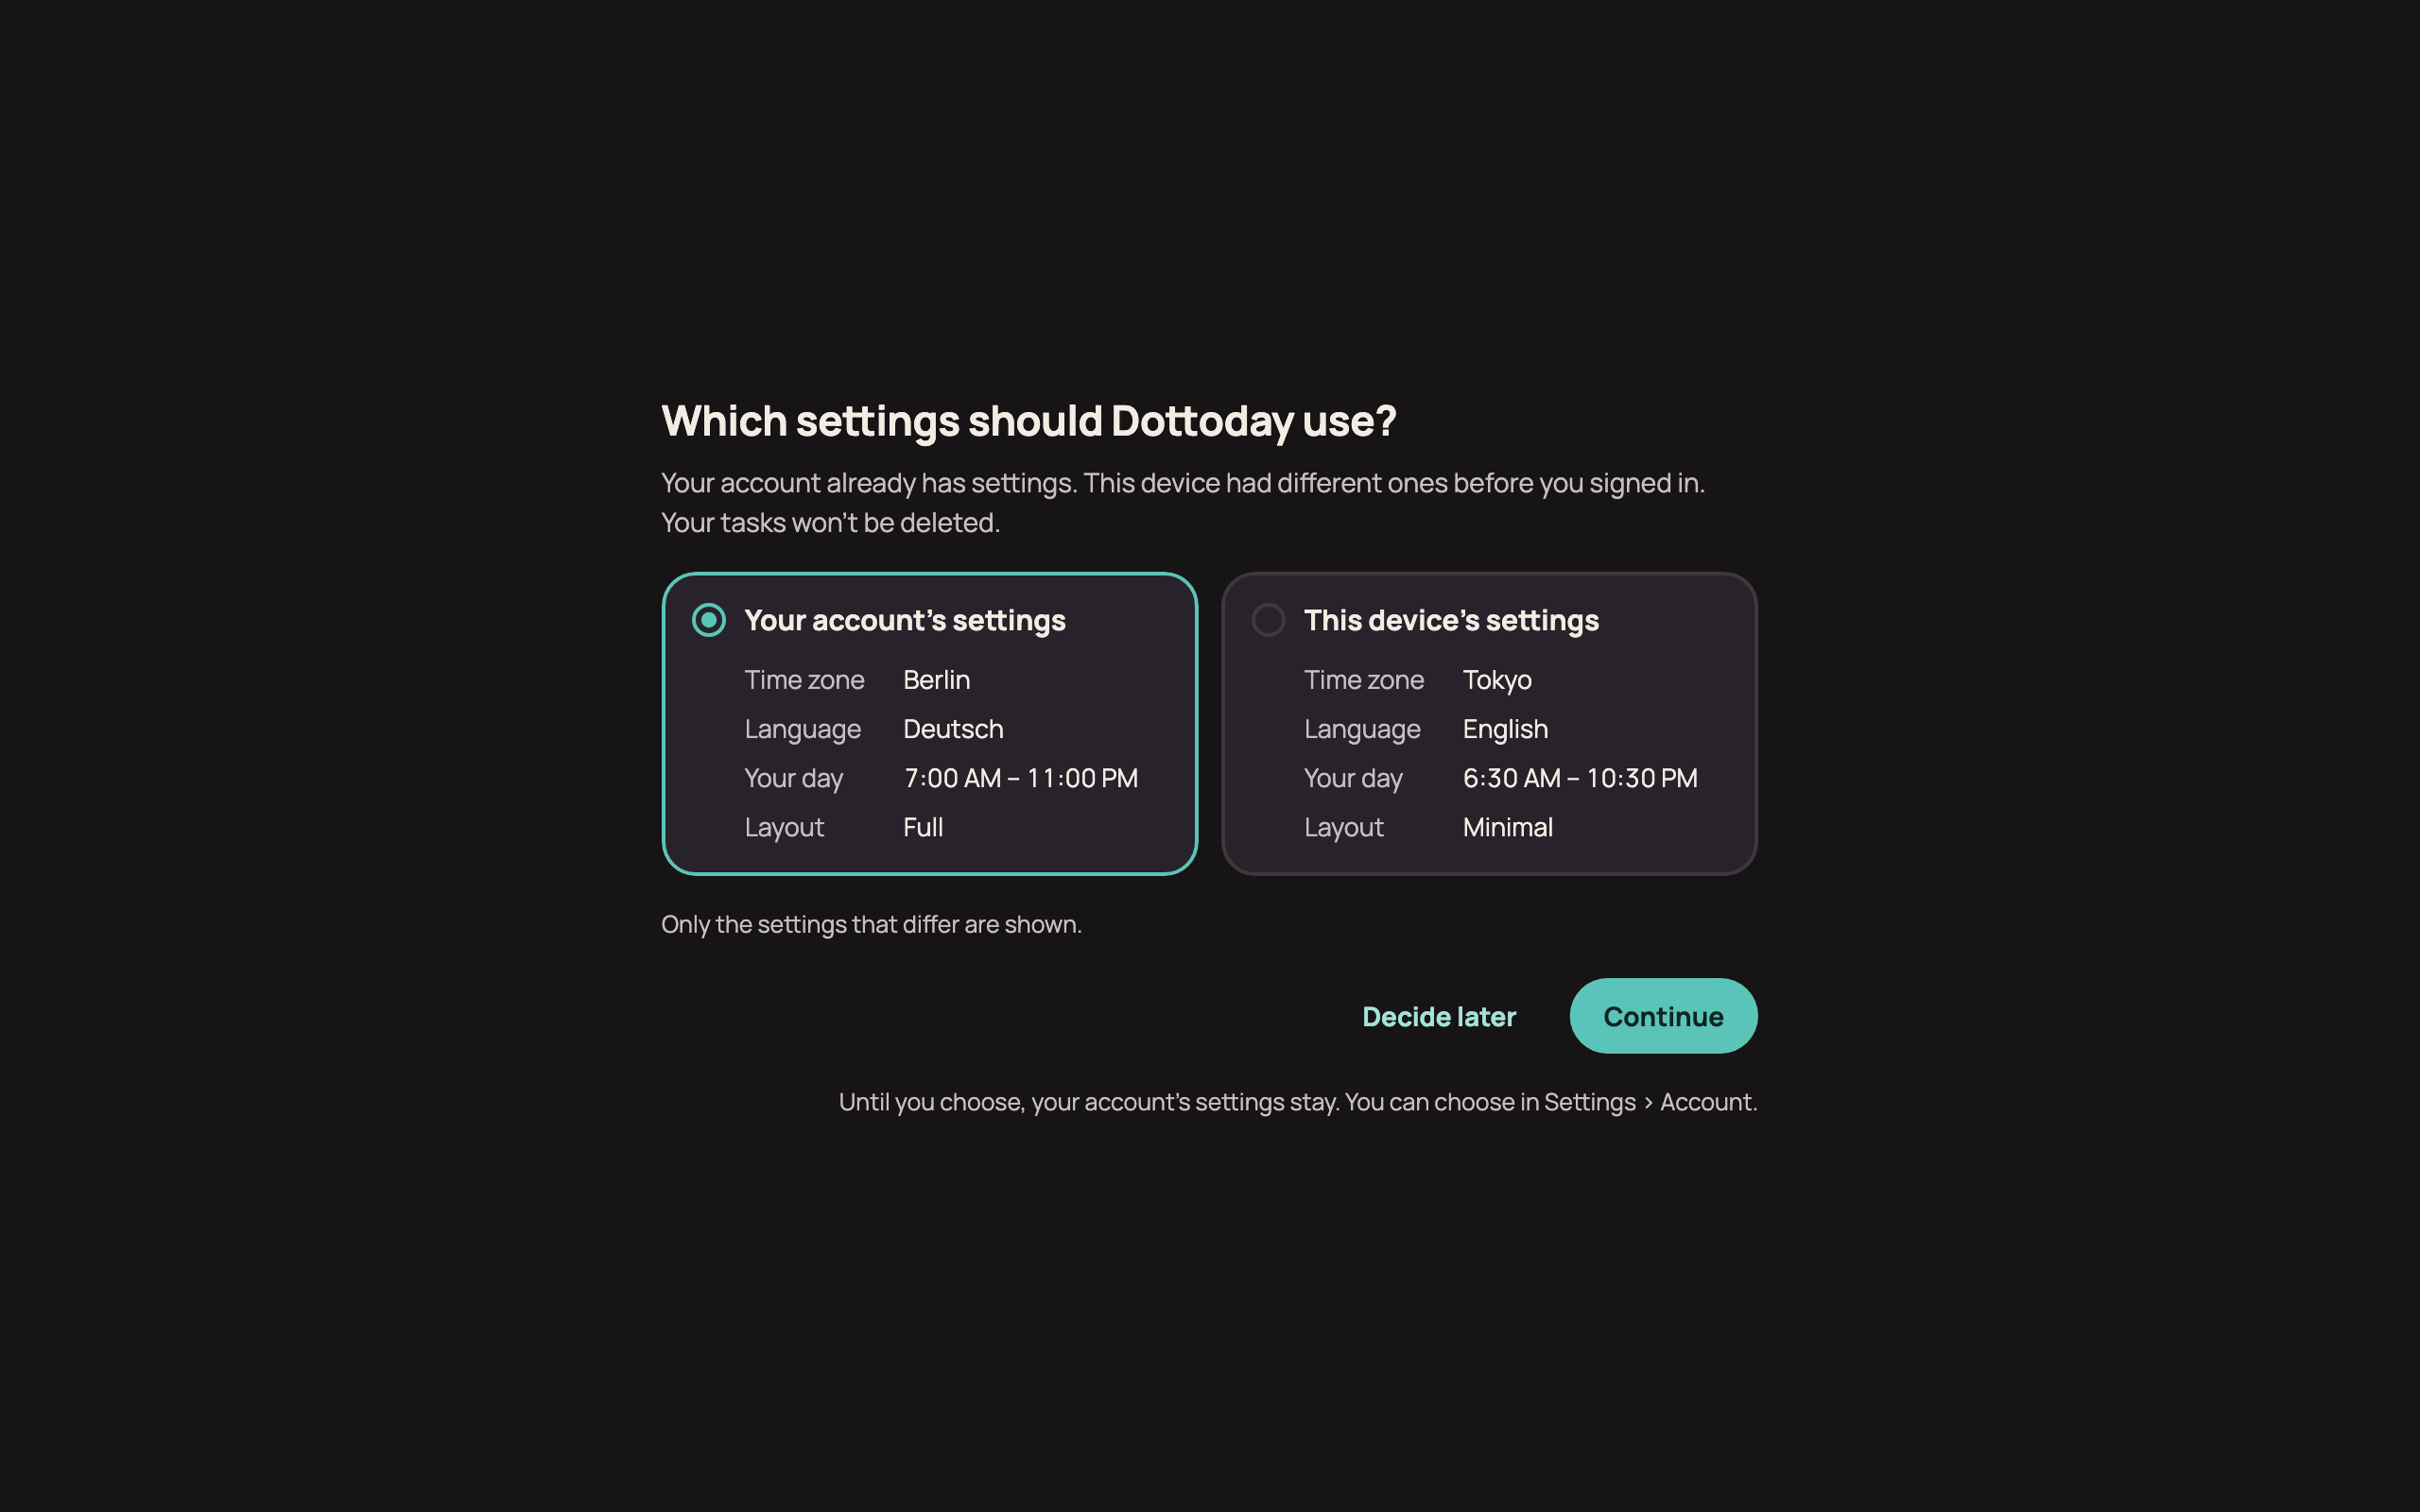 Which settings should Dottoday use?
Your account already has settings. This device had different ones before you signed in.
Your tasks won’t be deleted.
Your account’s settings
Time zone Berlin
Language Deutsch
Your day 7:00 AM – 11:00 PM
Layout Full
This device’s settings
Time zone Tokyo
Language English
Your day 6:30 AM – 10:30 PM
Layout Minimal
Only the settings that differ are shown.
Decide later
Continue
Until you choose, your account’s settings stay. You can choose in Settings › Account.